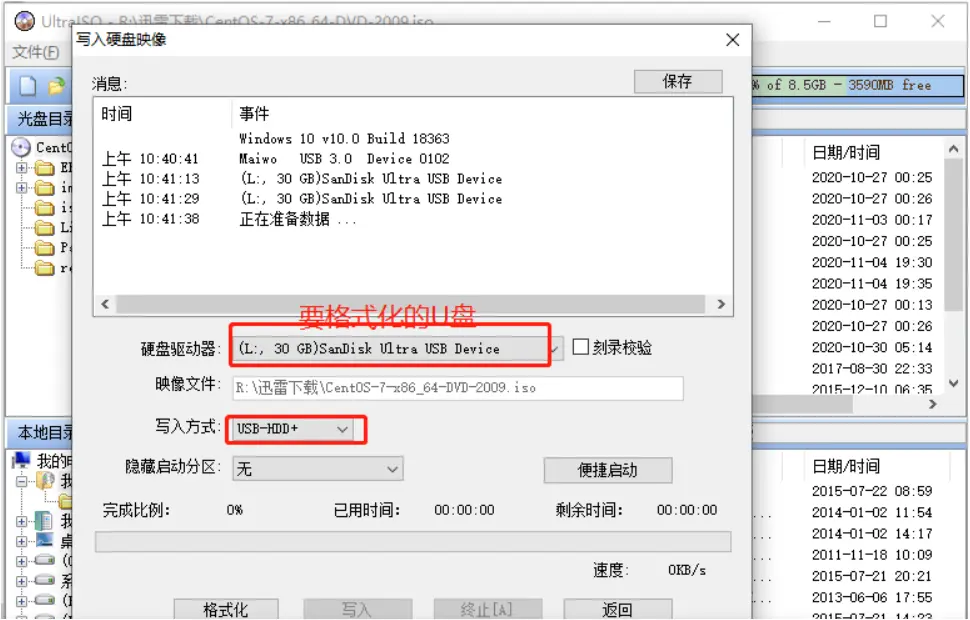 UltraISO - R:\迅雷下载\CentOS-7-x86_64-DVD-2009.iso
写入硬盘映像
文件(F)
消息:
保存
% of 8.5GB - 3590MB free
光盘目录
时间 事件
Windows 10 v10.0 Build 18363
上午 10:40:41 Maiwo USB 3.0 Device 0102
上午 10:41:13 (L:, 30 GB)SanDisk Ultra USB Device
上午 10:41:29 (L:, 30 GB)SanDisk Ultra USB Device
上午 10:41:38 正在准备数据 ...
日期/时间
2020-10-27 00:25
2020-10-27 00:26
2020-11-03 00:17
2020-10-27 00:25
2020-11-04 19:30
2020-11-04 19:35
2020-10-27 00:13
2020-10-27 00:26
2020-10-30 05:14
2017-08-30 22:33
2015-12-10 06:35
要格式化的U盘
硬盘驱动器: (L:, 30 GB)SanDisk Ultra USB Device 刻录校验
映像文件: R:\迅雷下载\CentOS-7-x86_64-DVD-2009.iso
写入方式: USB-HDD+
隐藏启动分区: 无 便捷启动
完成比例: 0% 已用时间: 00:00:00 剩余时间: 00:00:00
速度: 0KB/s
格式化 写入 终止[A] 返回
本地目录
日期/时间
2015-07-22 08:59
2014-01-02 11:54
2014-01-02 14:17
2011-11-18 10:09
2015-07-21 20:21
2013-06-06 17:55
2015-07-21 14:23